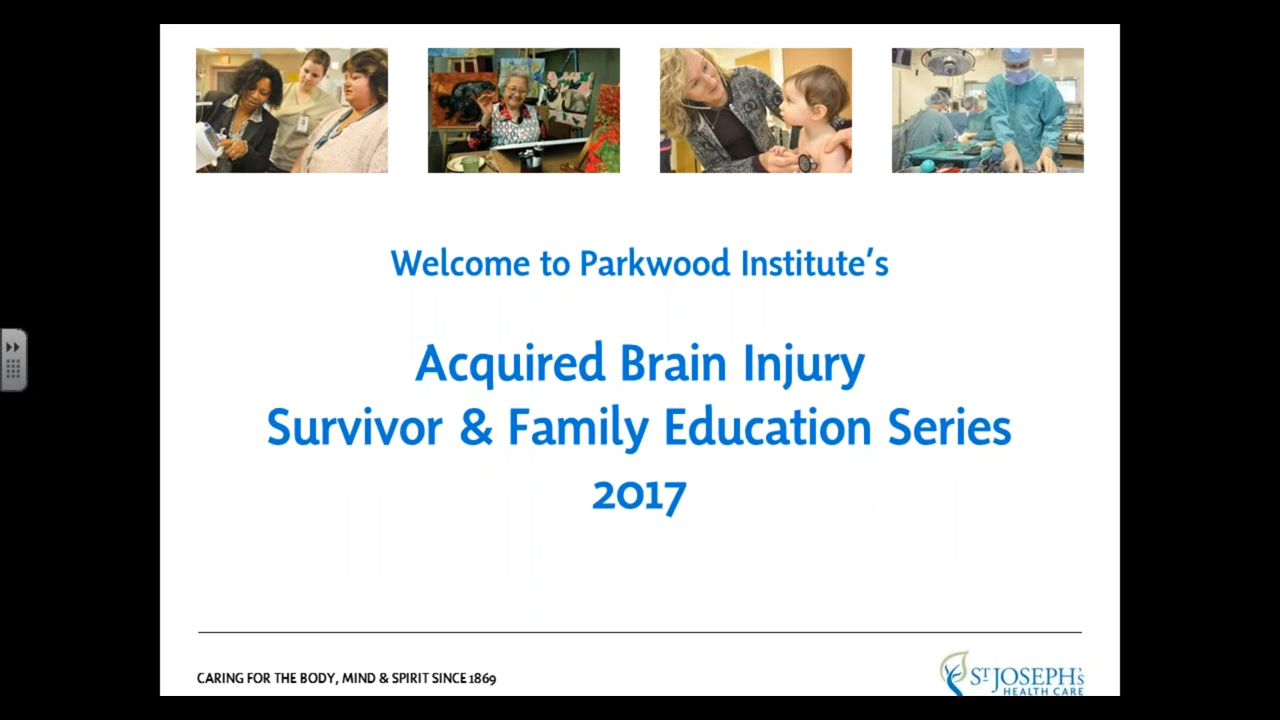 Welcome to Parkwood Institute's
Acquired Brain Injury
Survivor & Family Education Series
2017
CARING FOR THE BODY, MIND & SPIRIT SINCE 1869
ST JOSEPH'S
HEALTH CARE